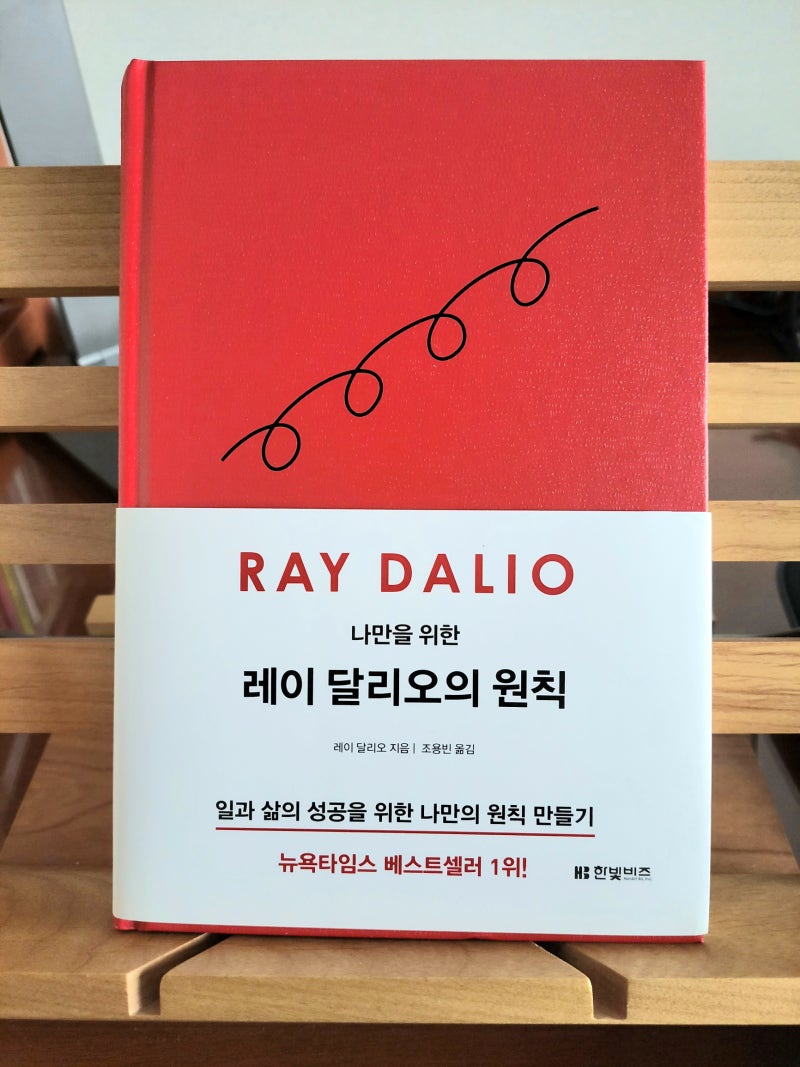 RAY DALIO
나만을 위한
레이 달리오의 원칙
레이 달리오 지음 | 조용빈 옮김
일과 삶의 성공을 위한 나만의 원칙 만들기
뉴욕타임스 베스트셀러 1위!
HB 한빛비즈